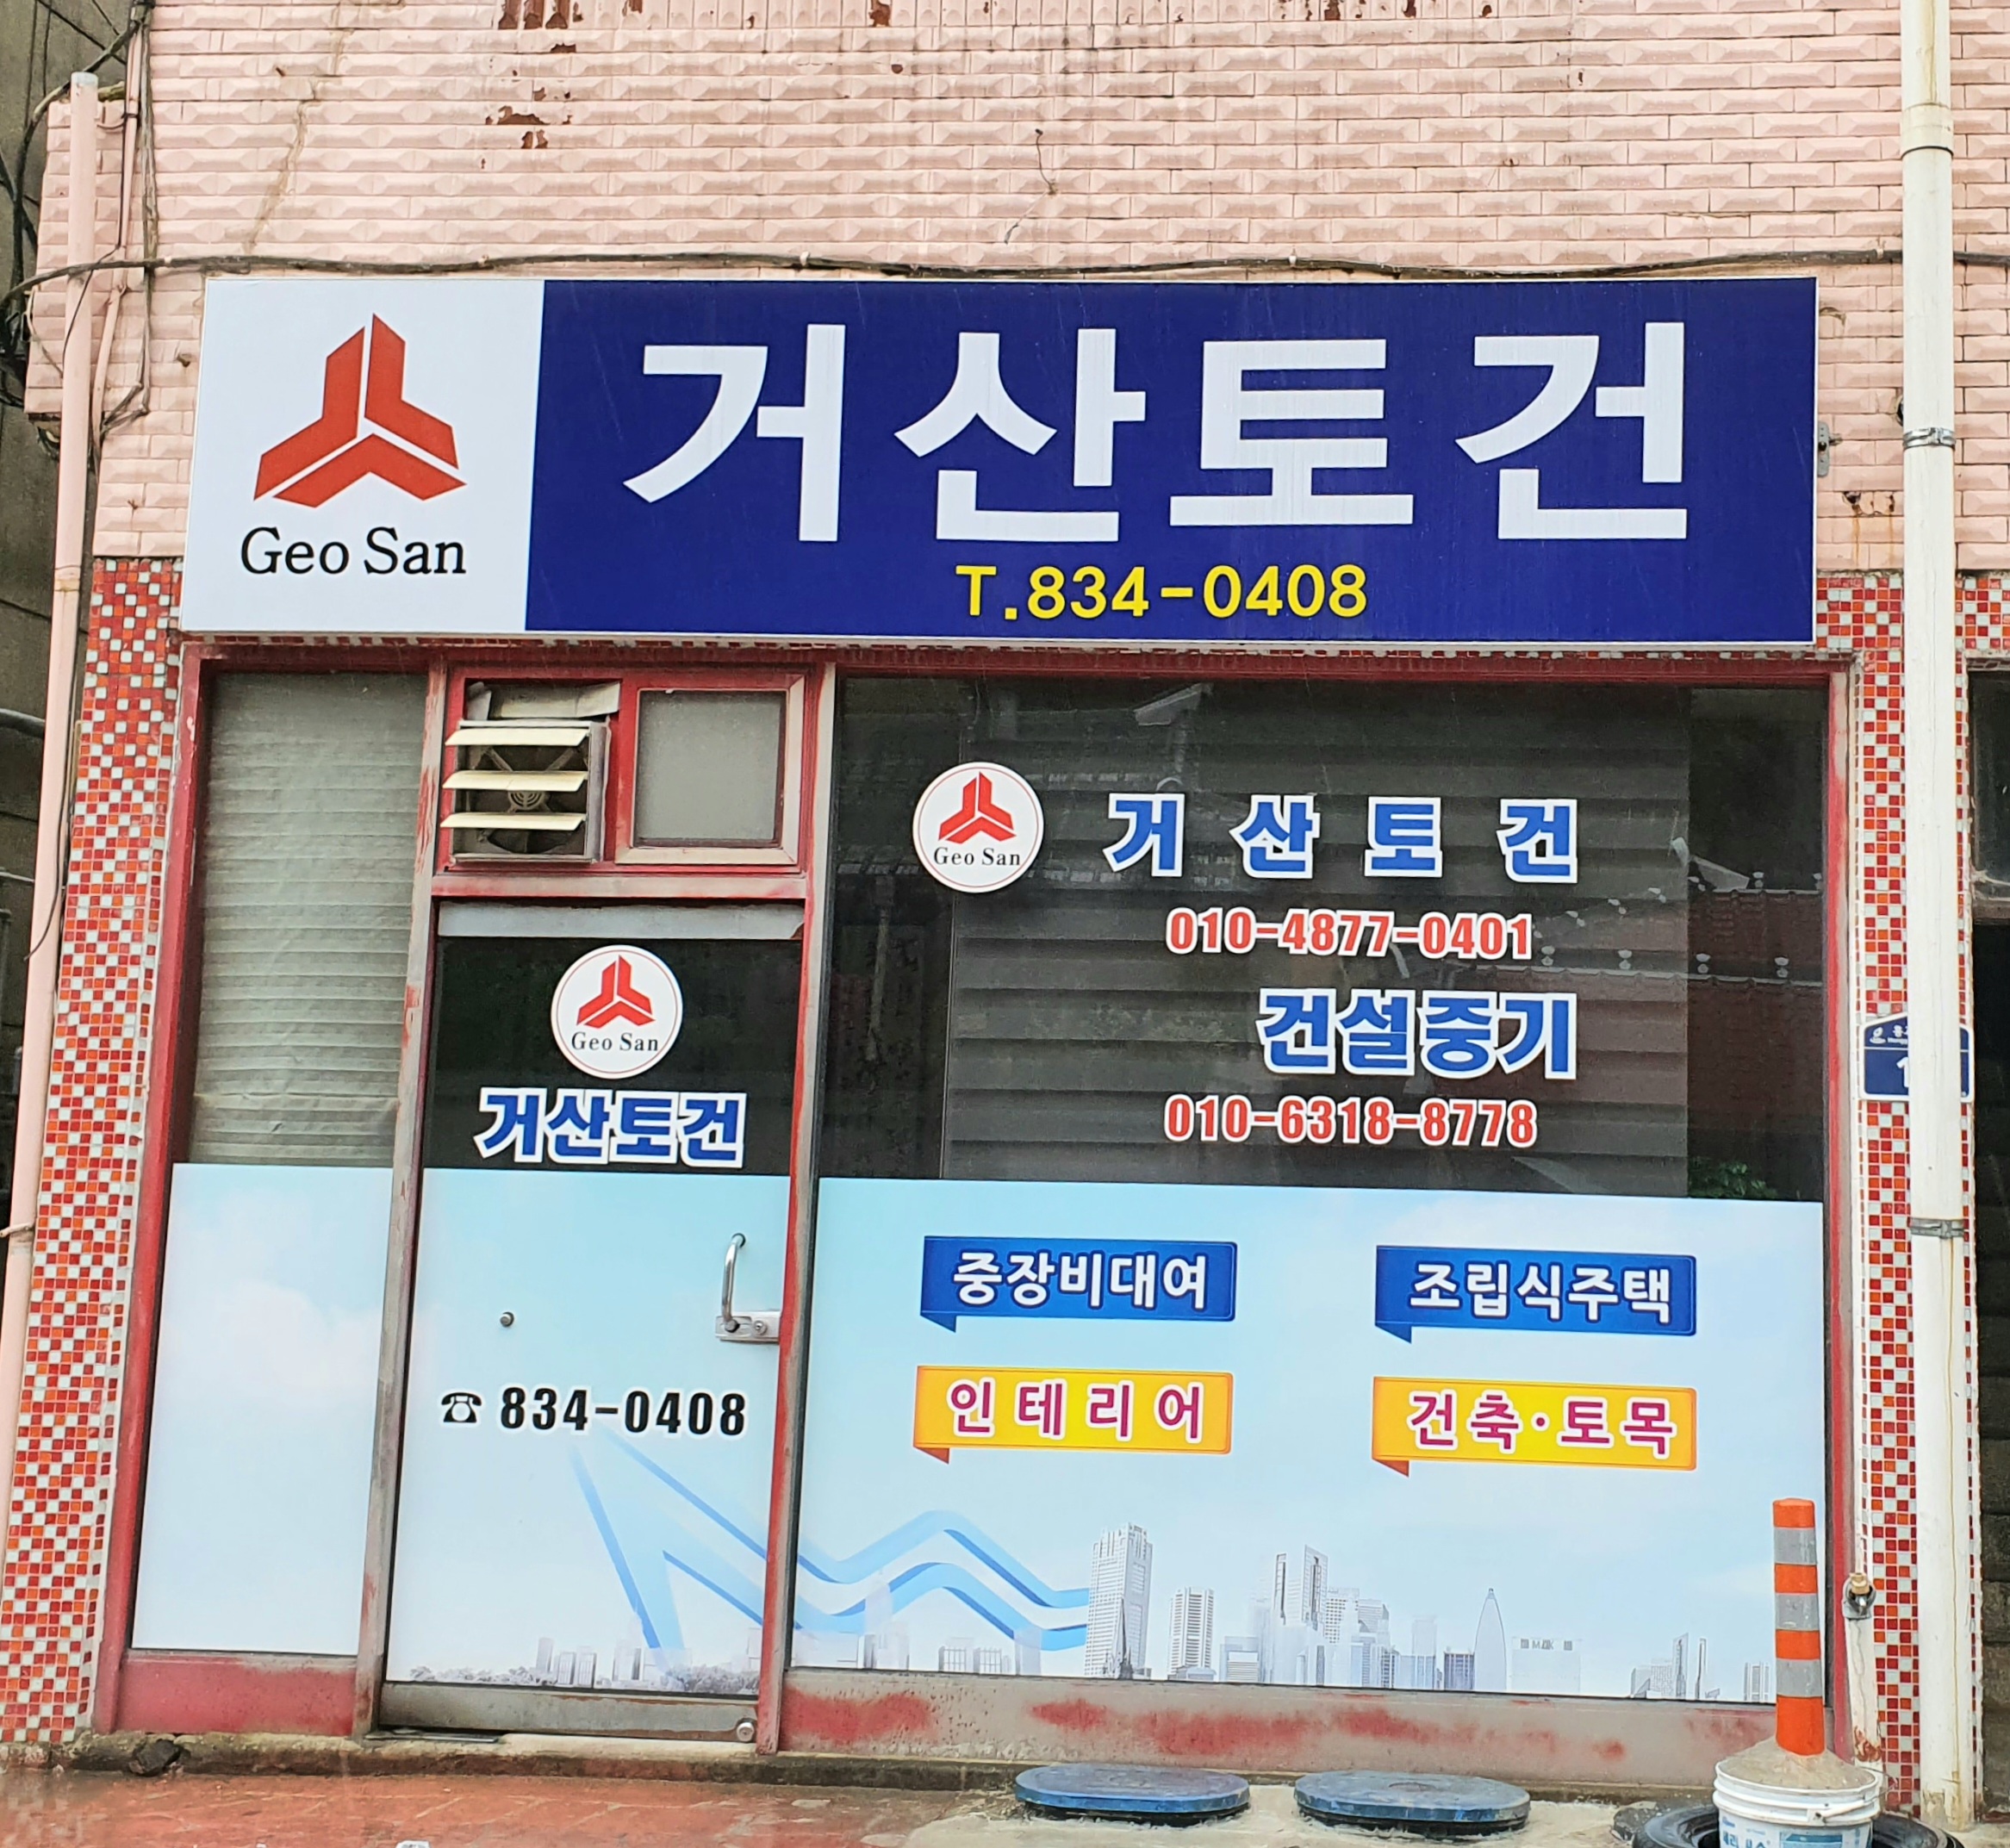 거산토건
Geo San
T.834-0408
Geo San
거산토건
010-4877-0401
건설중기
010-6318-8778
Geo San
거산토건
☎ 834-0408
중장비대여
조립식주택
인테리어
건축·토목